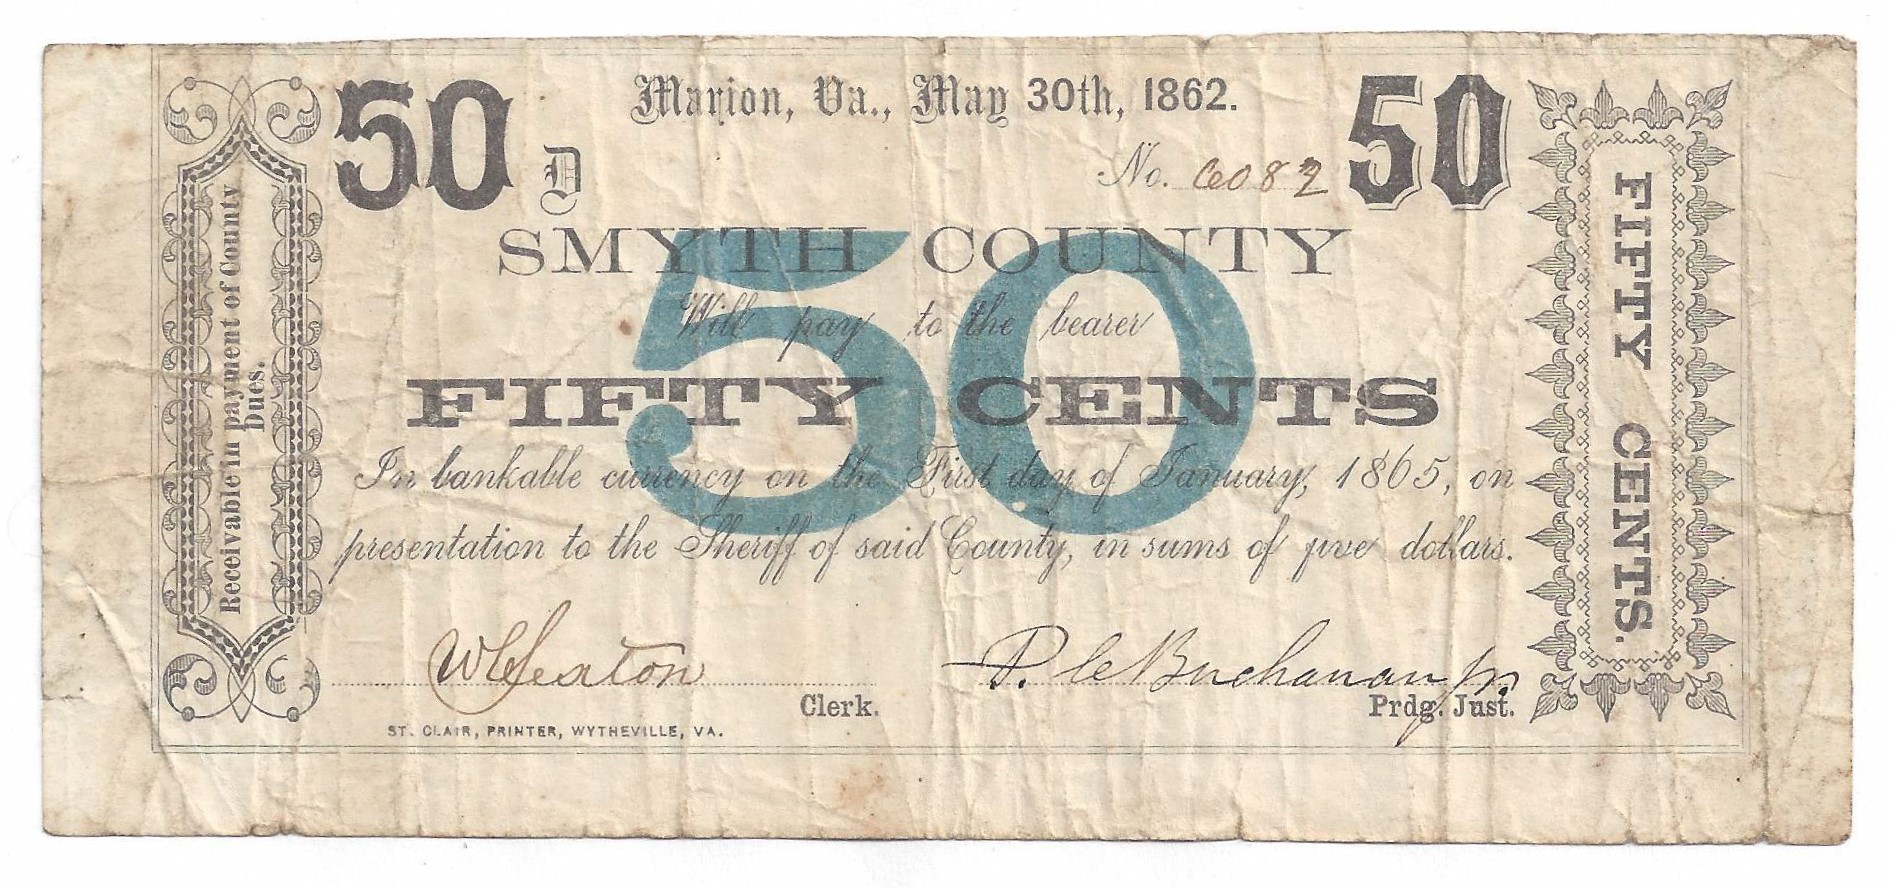 50 Marion, Va., May 30th, 1862. 50
D No. 6082
SMYTH COUNTY
50
Will pay to the bearer
FIFTY CENTS
In bankable currency on the First day of January, 1865, on
presentation to the Sheriff of said County, in sums of five dollars.
Clerk.
Buchanan Jr.
Prdg. Just.
ST. CLAIR, PRINTER, WYTHEVILLE, VA.
Receivable in payment of County
Dues.
FIFTY CENTS.